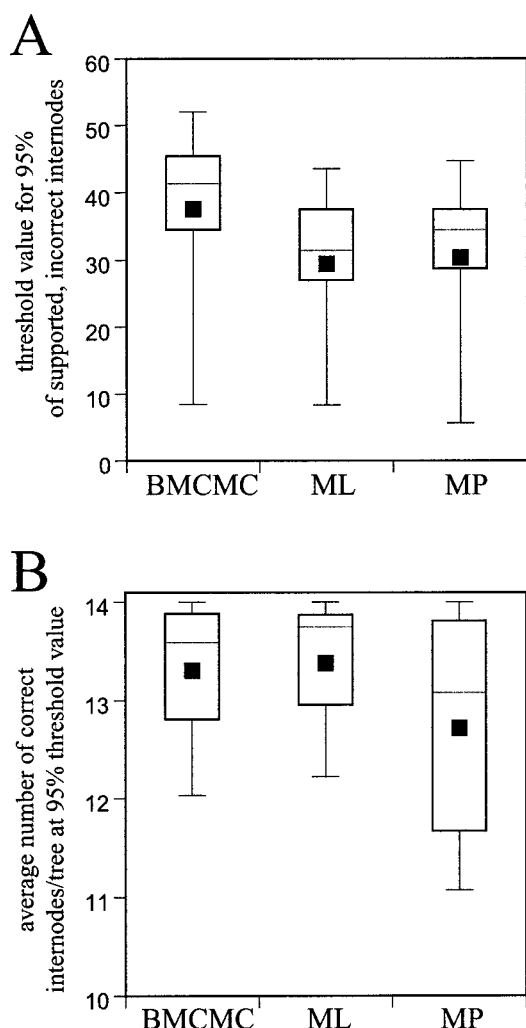 A
threshold value for 95%
of supported, incorrect internodes
60
50
40
30
20
10
0
BMCMC ML MP
B
average number of correct
internodes/tree at 95% threshold value
14
13
12
11
10
BMCMC ML MP